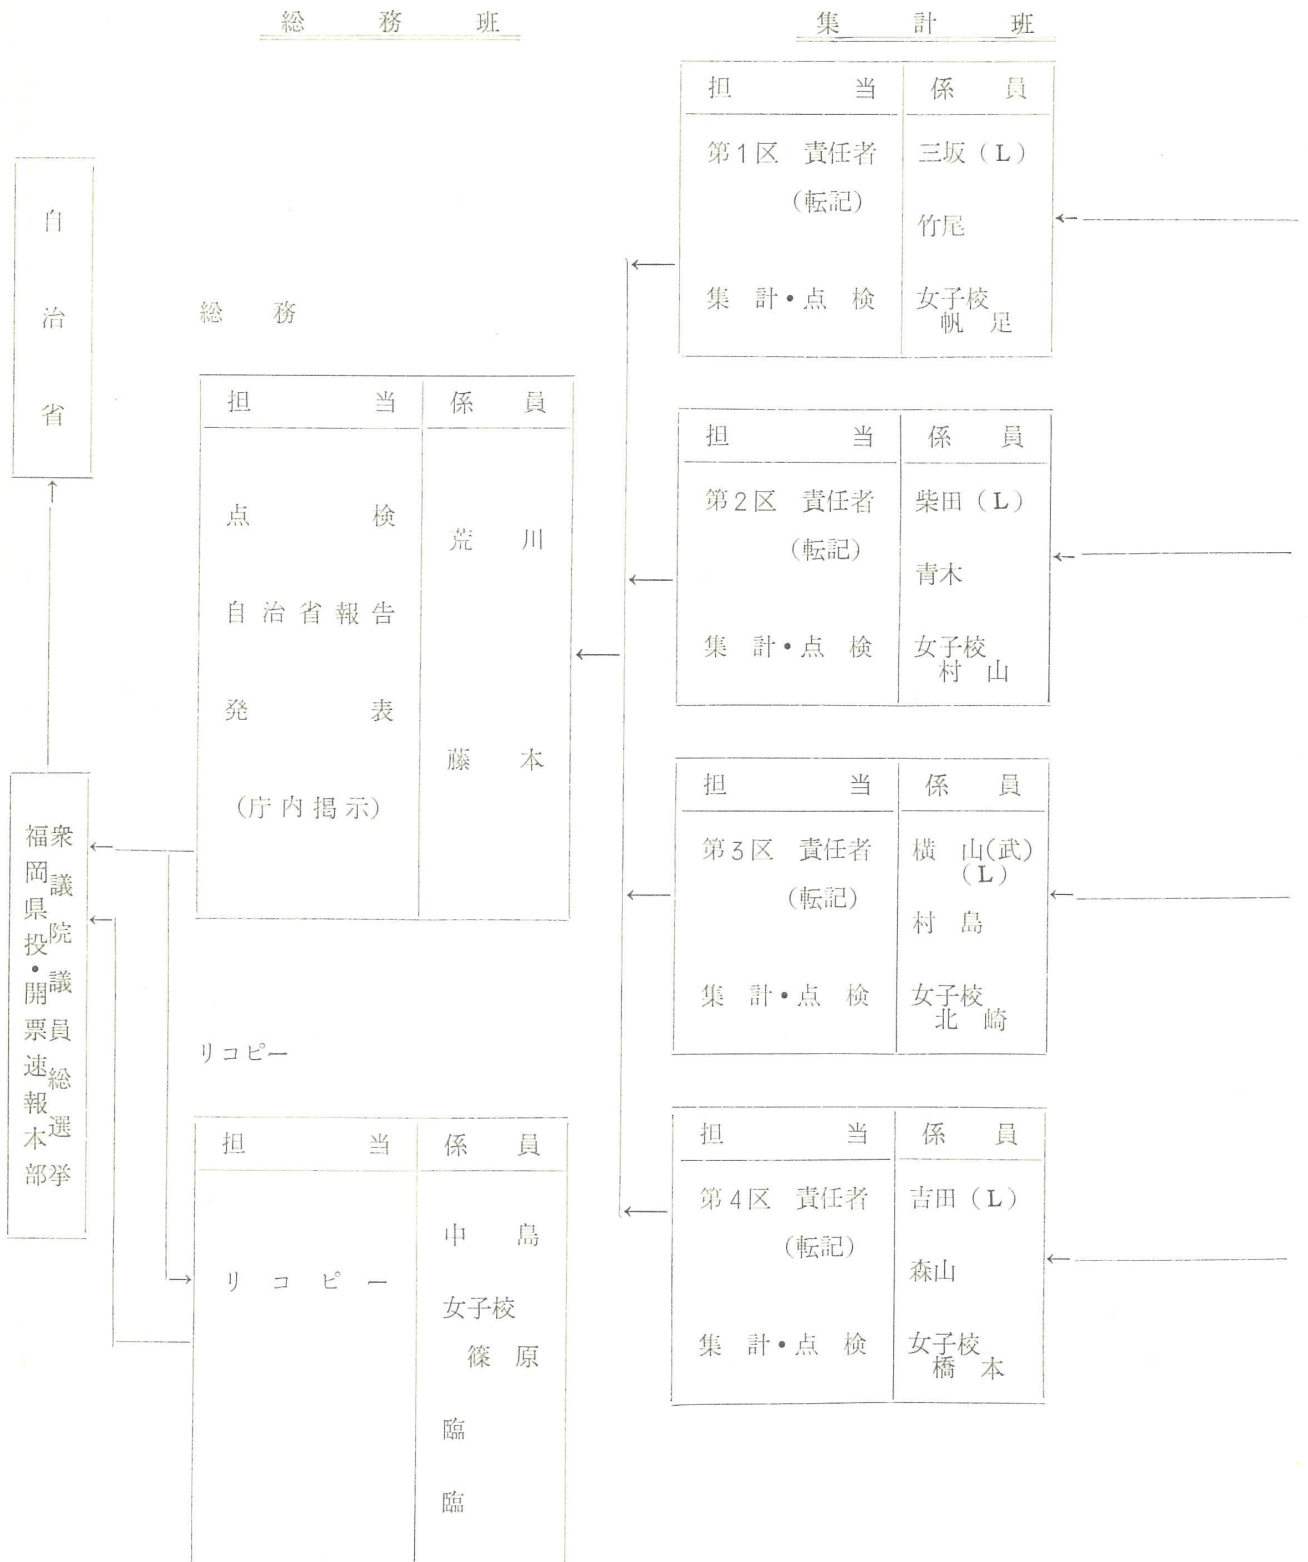 総務班
自治省
衆議院議員総選挙
福岡県投・開票速報本部
総務
担当 係員
点検 荒川
自治省報告
発表 藤本
(庁内掲示)
リコピー
担当 係員
リコピー 中島
女子校
篠原
臨
臨
集計班
担当 係員
第1区 責任者 三坂(L)
(転記)
竹尾
集計・点検 女子校
帆足
担当 係員
第2区 責任者 柴田(L)
(転記)
青木
集計・点検 女子校
村山
担当 係員
第3区 責任者 横山(武)
(転記) (L)
村島
集計・点検 女子校
北崎
担当 係員
第4区 責任者 吉田(L)
(転記)
森山
集計・点検 女子校
橋本